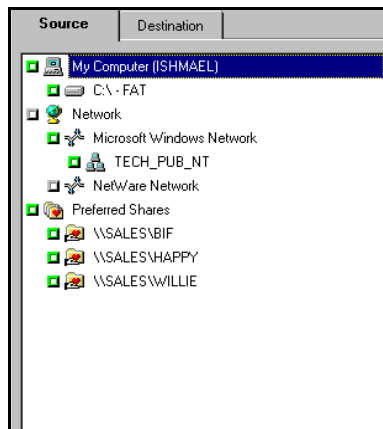 Source
Destination
My Computer (ISHMAEL)
C:\ - FAT
Network
Microsoft Windows Network
TECH_PUB_NT
NetWare Network
Preferred Shares
\\SALES\BIF
\\SALES\HAPPY
\\SALES\WILLIE